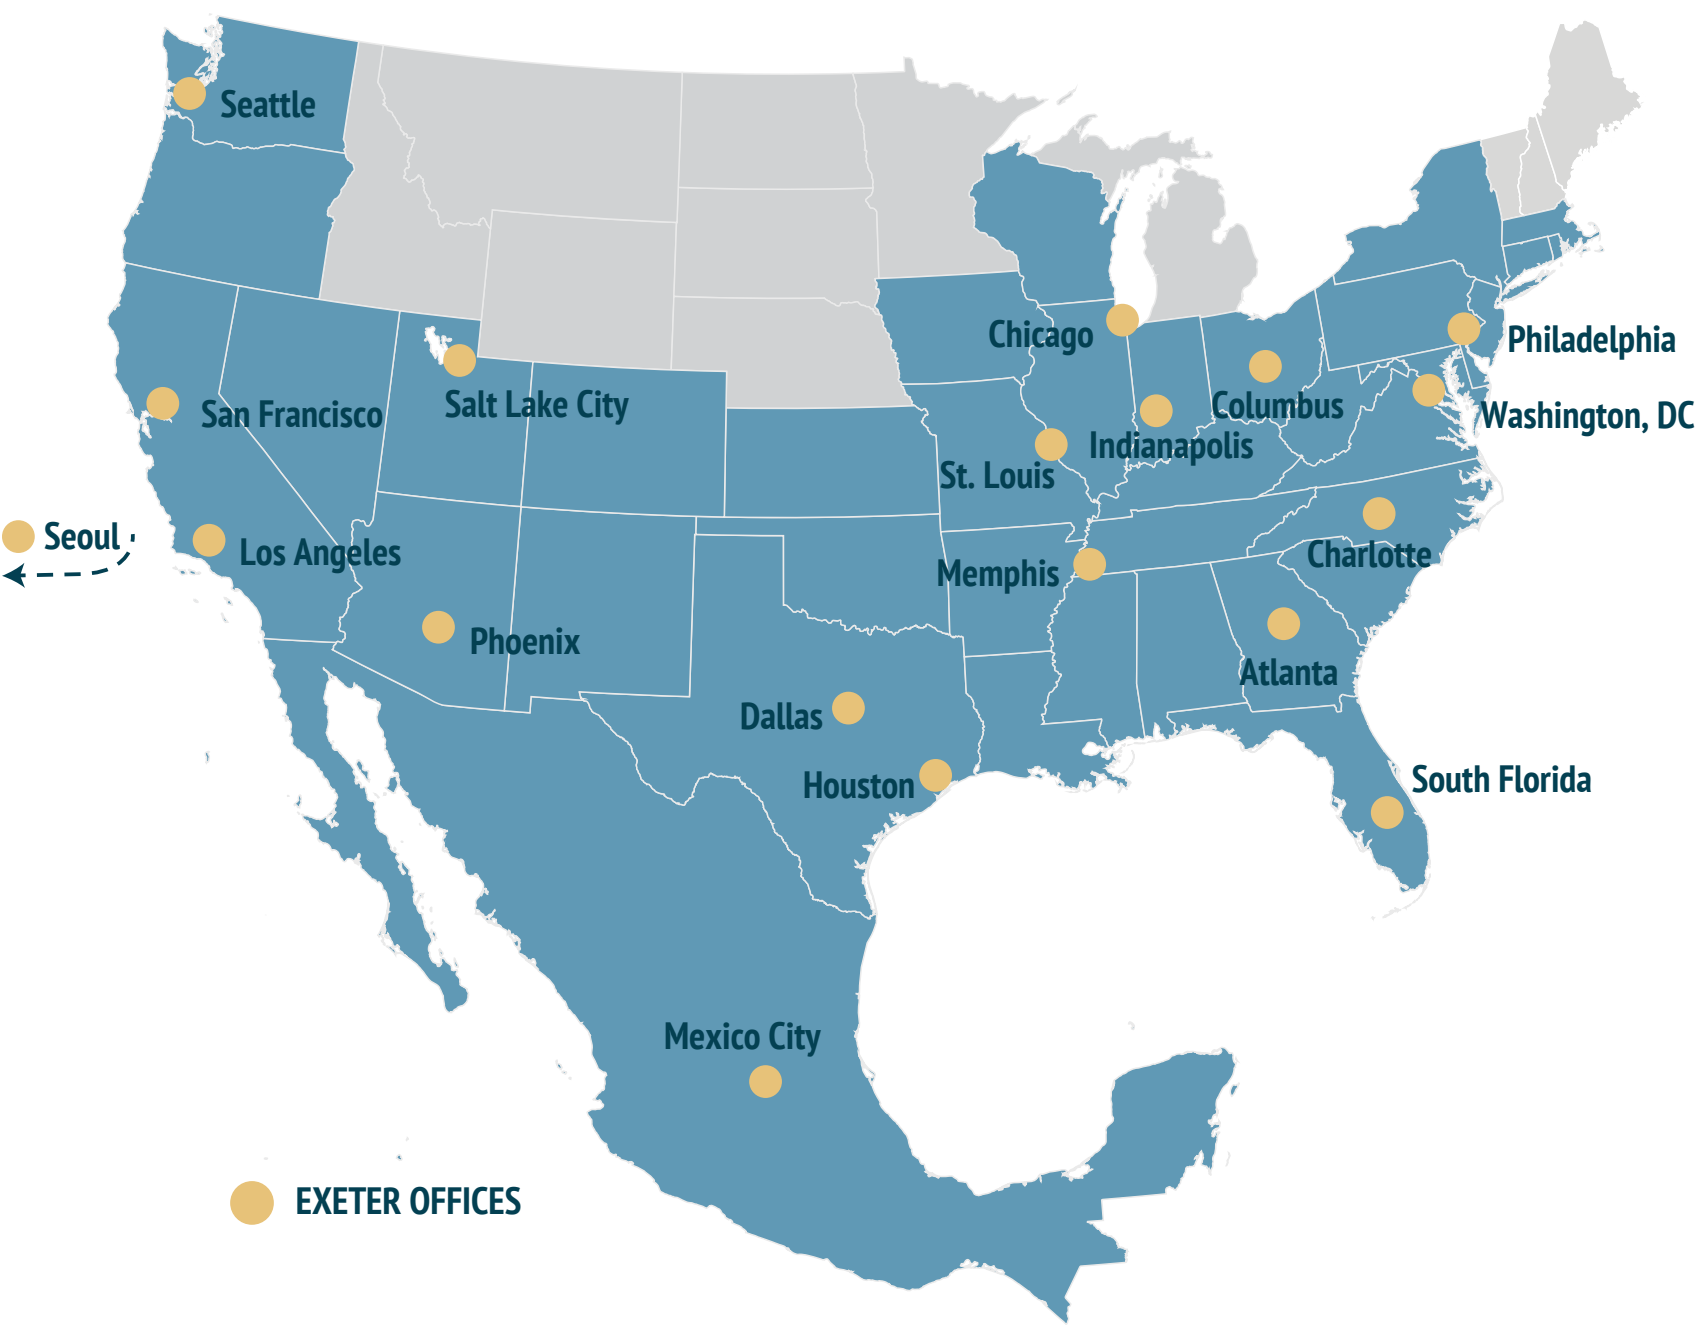 Seattle
Chicago
Philadelphia
Salt Lake City
Columbus
San Francisco
Washington, DC
Indianapolis
St. Louis
Seoul
Los Angeles
Charlotte
Memphis
Phoenix
Atlanta
Dallas
South Florida
Houston
Mexico City
EXETER OFFICES